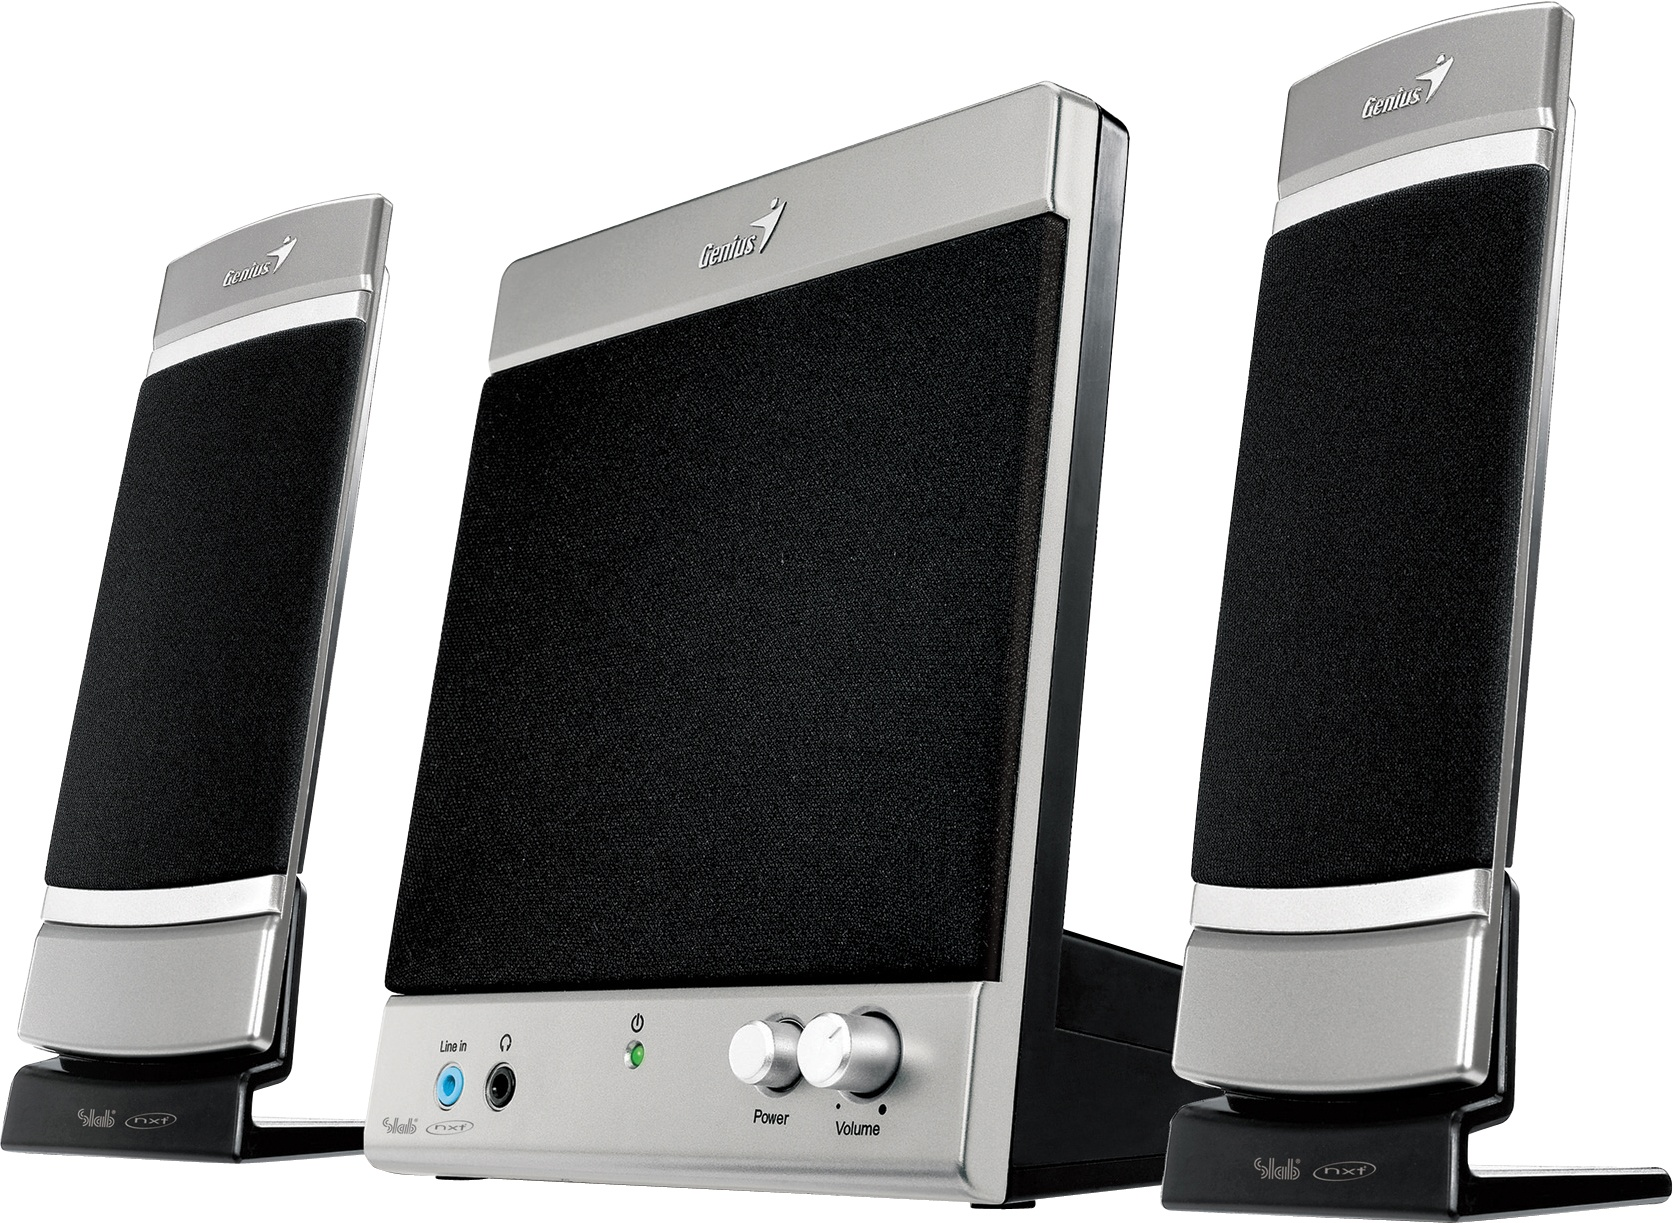 Genius
Genius
Genius
Line in
Power
Volume
Slab nxt
Slab nxt
Slab nxt